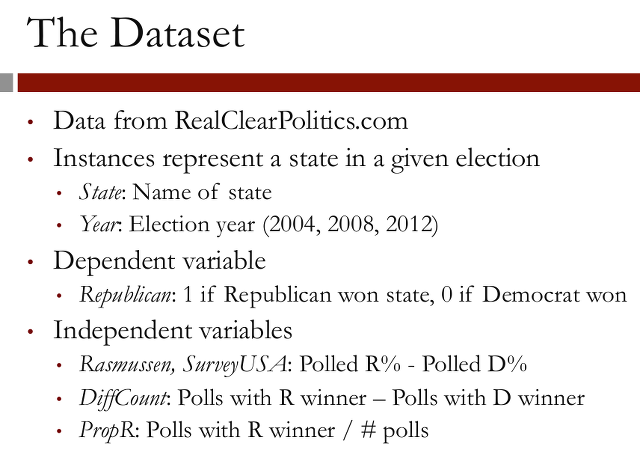 The Dataset
• Data from RealClearPolitics.com
• Instances represent a state in a given election
• State: Name of state
• Year: Election year (2004, 2008, 2012)
• Dependent variable
• Republican: 1 if Republican won state, 0 if Democrat won
• Independent variables
• Rasmussen, SurveyUSA: Polled R% - Polled D%
• DiffCount: Polls with R winner – Polls with D winner
• PropR: Polls with R winner / # polls